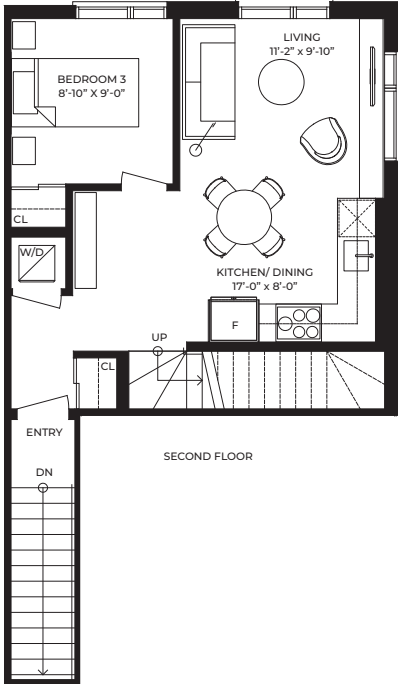 LIVING
11'-2" x 9'-10"
BEDROOM 3
8'-10" X 9'-0"
CL
W/D
KITCHEN/ DINING
17'-0" x 8'-0"
F
UP
CL
ENTRY
DN
SECOND FLOOR